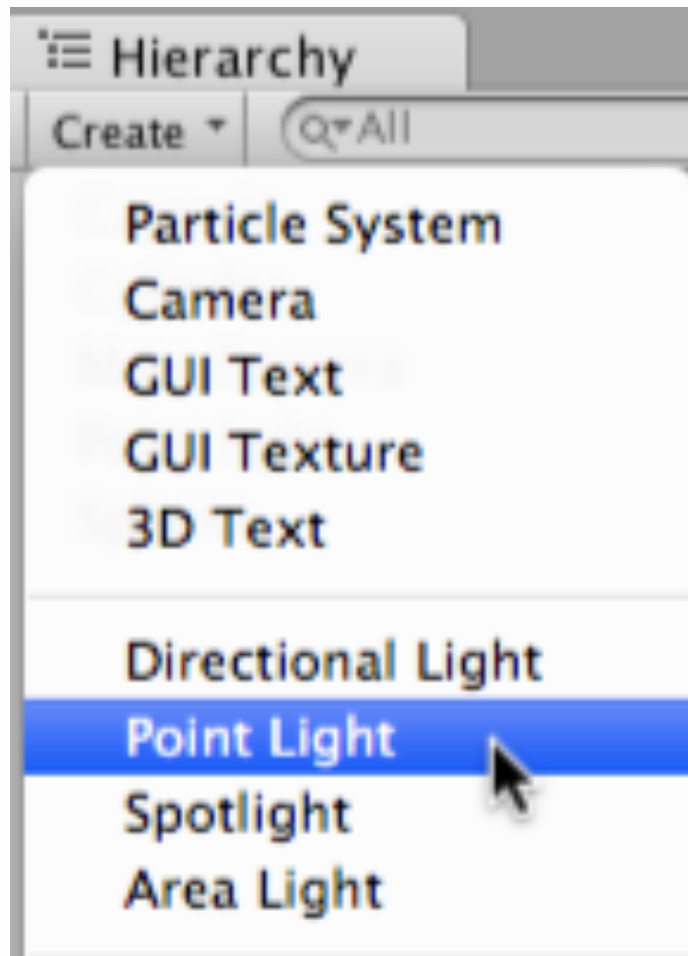 Hierarchy
Create All
Particle System
Camera
GUI Text
GUI Texture
3D Text
Directional Light
Point Light
Spotlight
Area Light